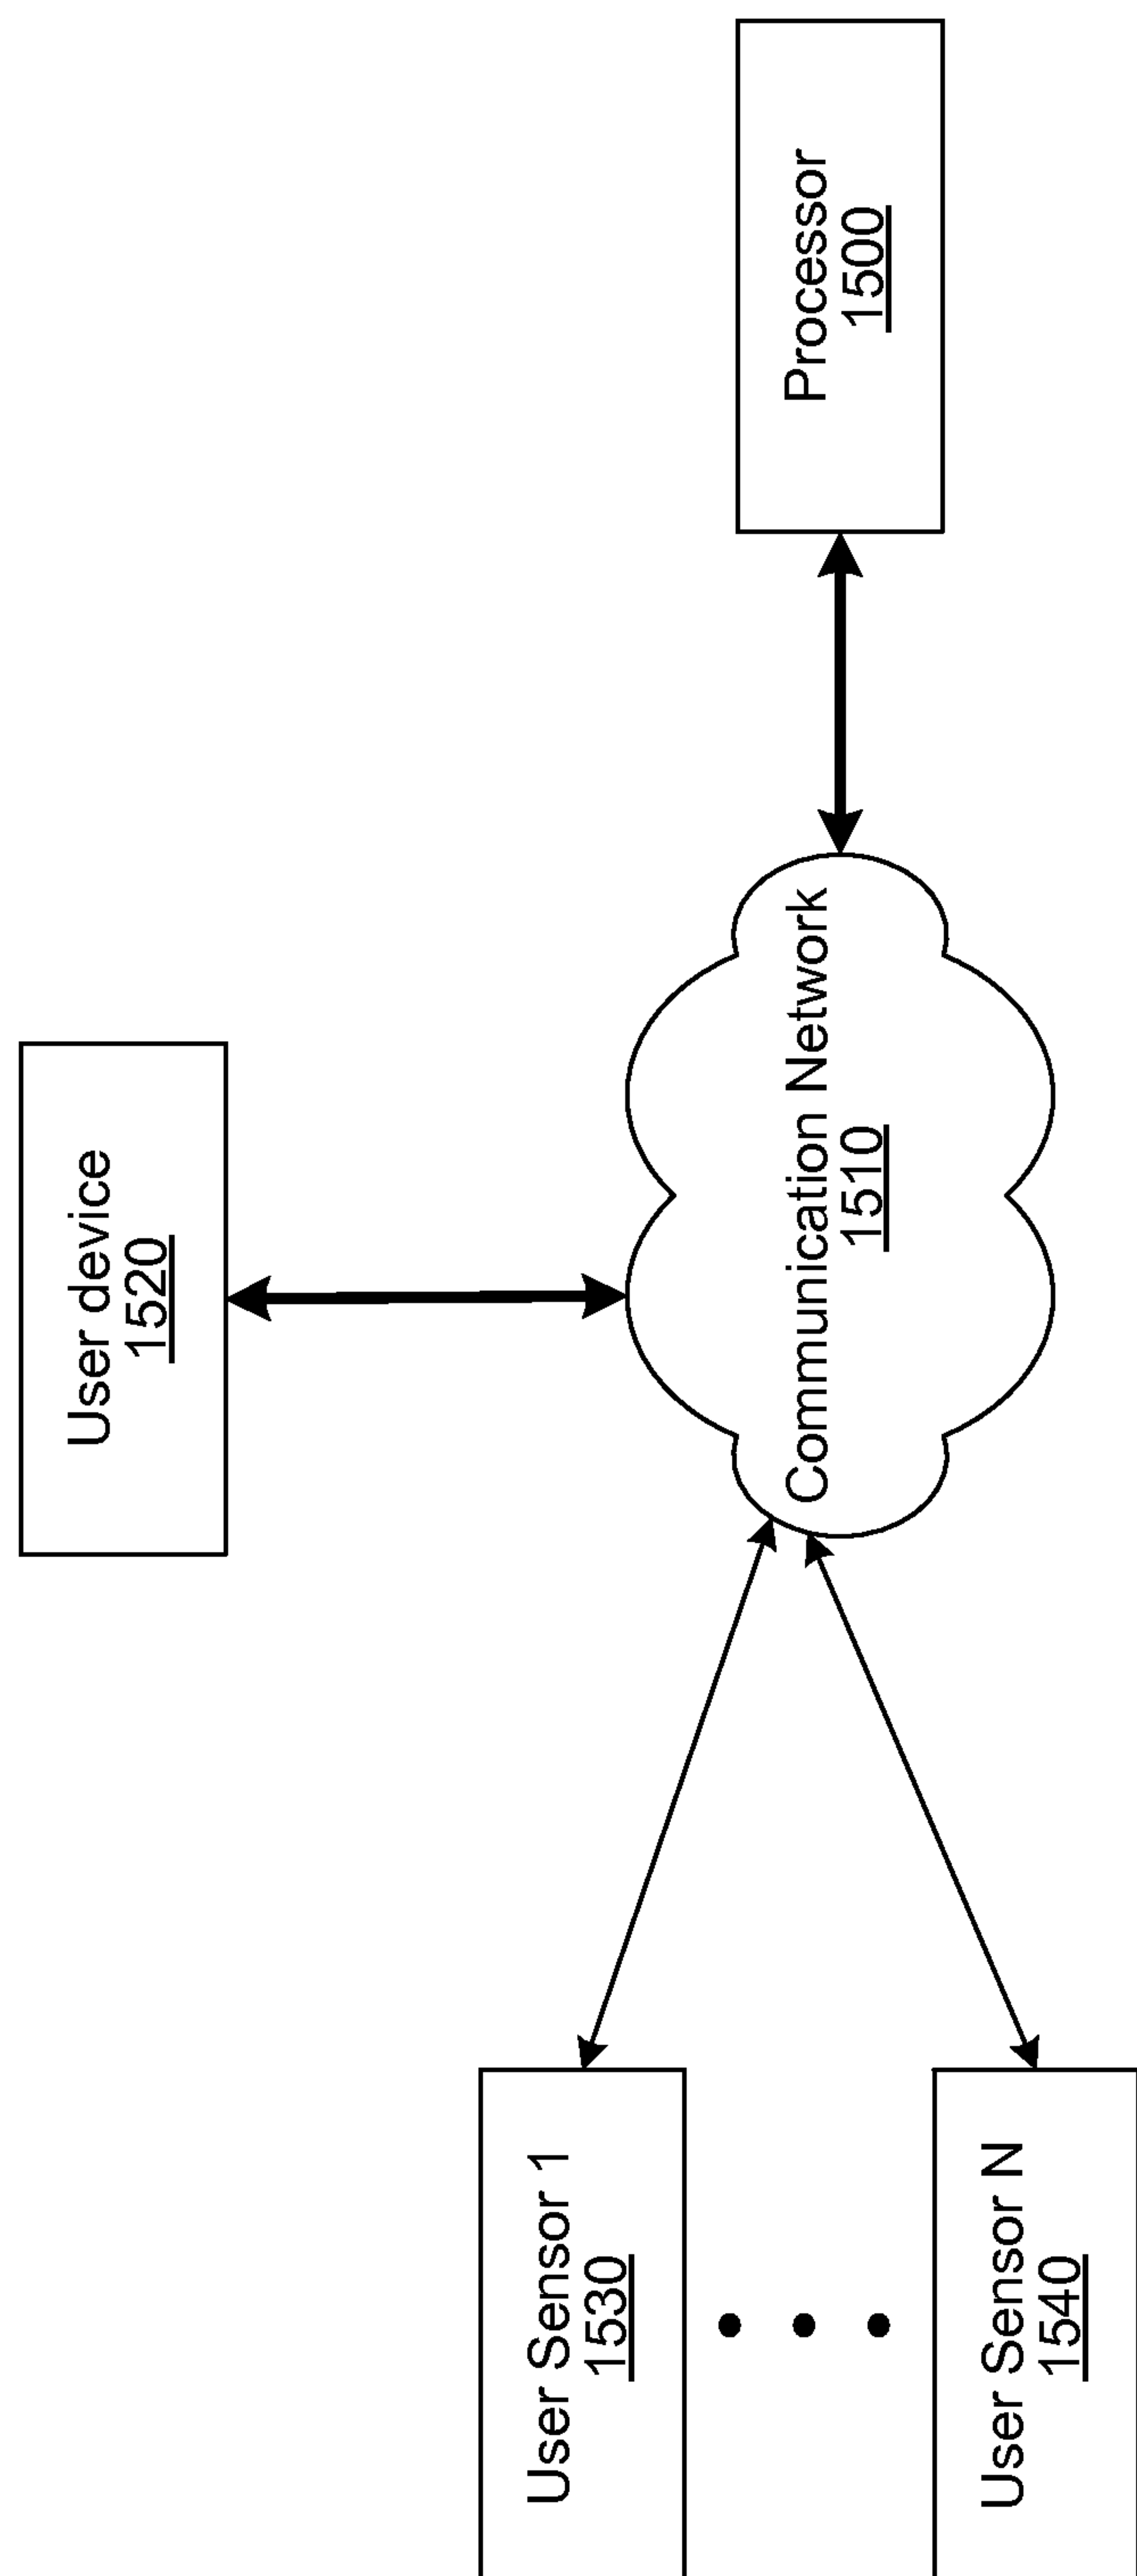 User device
1520
User Sensor 1
1530
User Sensor N
1540
Communication Network
1510
Processor
1500